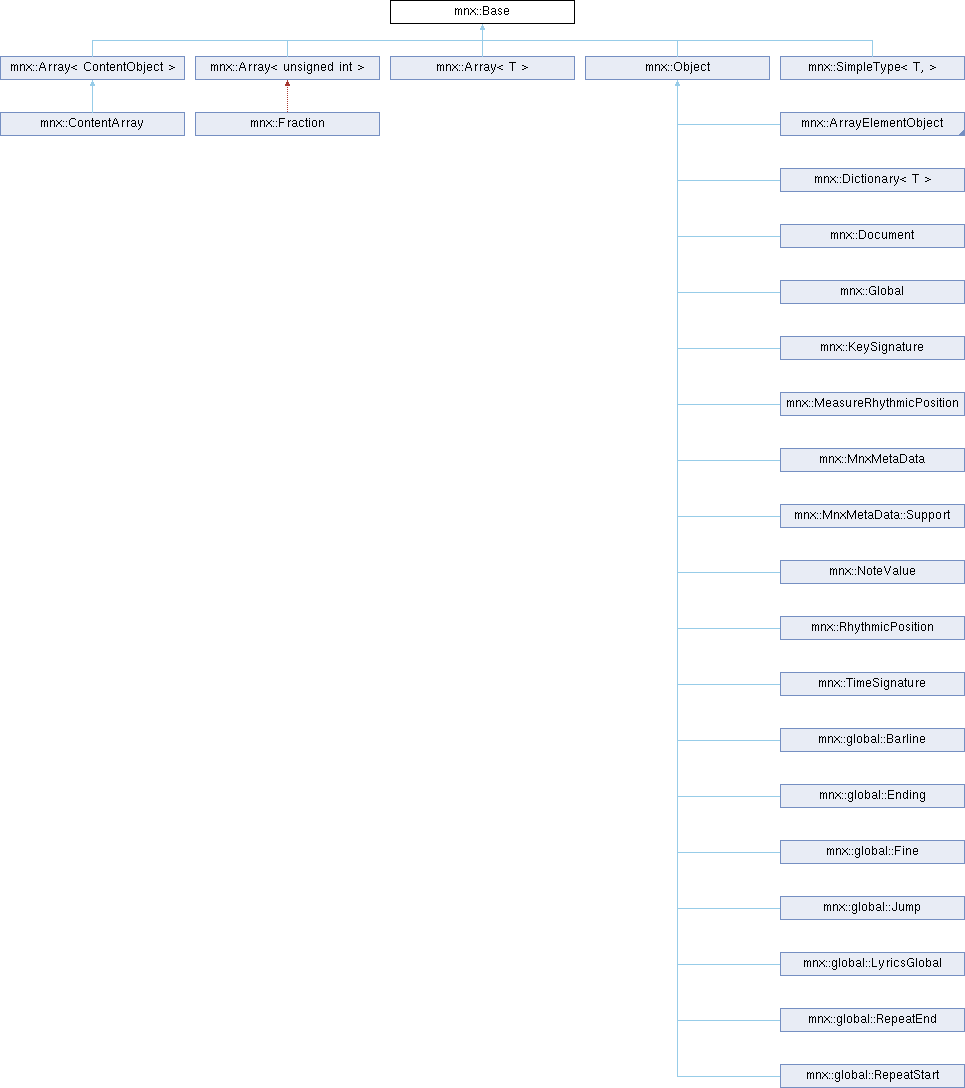 mnx::Base
mnx::Array< ContentObject >
mnx::Array< unsigned int >
mnx::Array< T >
mnx::Object
mnx::SimpleType< T, >
mnx::ContentArray
mnx::Fraction
mnx::ArrayElementObject
mnx::Dictionary< T >
mnx::Document
mnx::Global
mnx::KeySignature
mnx::MeasureRhythmicPosition
mnx::MnxMetaData
mnx::MnxMetaData::Support
mnx::NoteValue
mnx::RhythmicPosition
mnx::TimeSignature
mnx::global::Barline
mnx::global::Ending
mnx::global::Fine
mnx::global::Jump
mnx::global::LyricsGlobal
mnx::global::RepeatEnd
mnx::global::RepeatStart